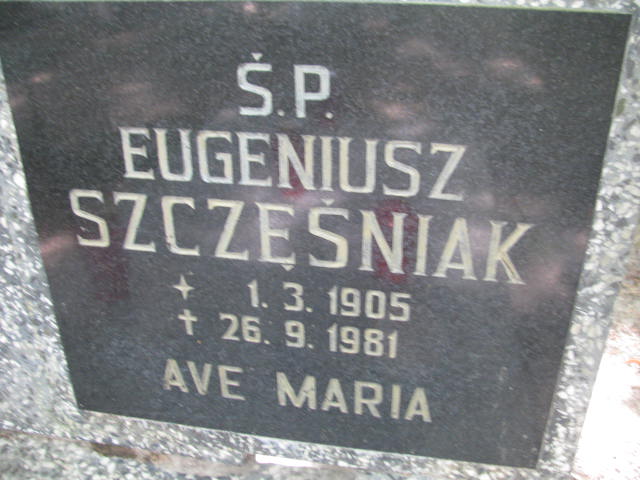 Ś.P.
EUGENIUSZ
SZCZĘŚNIAK
+ 1. 3. 1905
† 26. 9. 1981
AVE MARIA